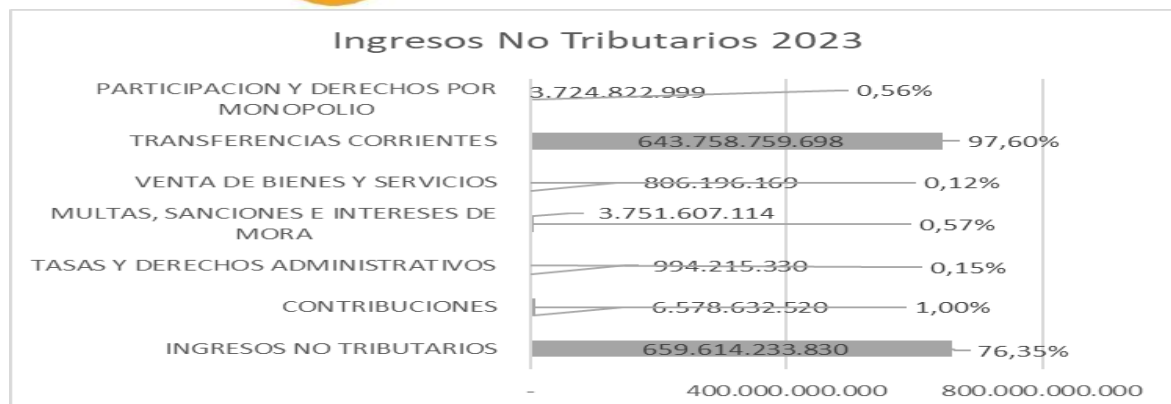 Ingresos No Tributarios 2023
PARTICIPACION Y DERECHOS POR
MONOPOLIO
3.724.822.999
0,56%
TRANSFERENCIAS CORRIENTES
643.758.759.698
97,60%
VENTA DE BIENES Y SERVICIOS
806.196.169
0,12%
MULTAS, SANCIONES E INTERESES DE
MORA
3.751.607.114
0,57%
TASAS Y DERECHOS ADMINISTRATIVOS
994.215.330
0,15%
CONTRIBUCIONES
6.578.632.520
1,00%
INGRESOS NO TRIBUTARIOS
659.614.233.830
76,35%
- 400.000.000.000 800.000.000.000